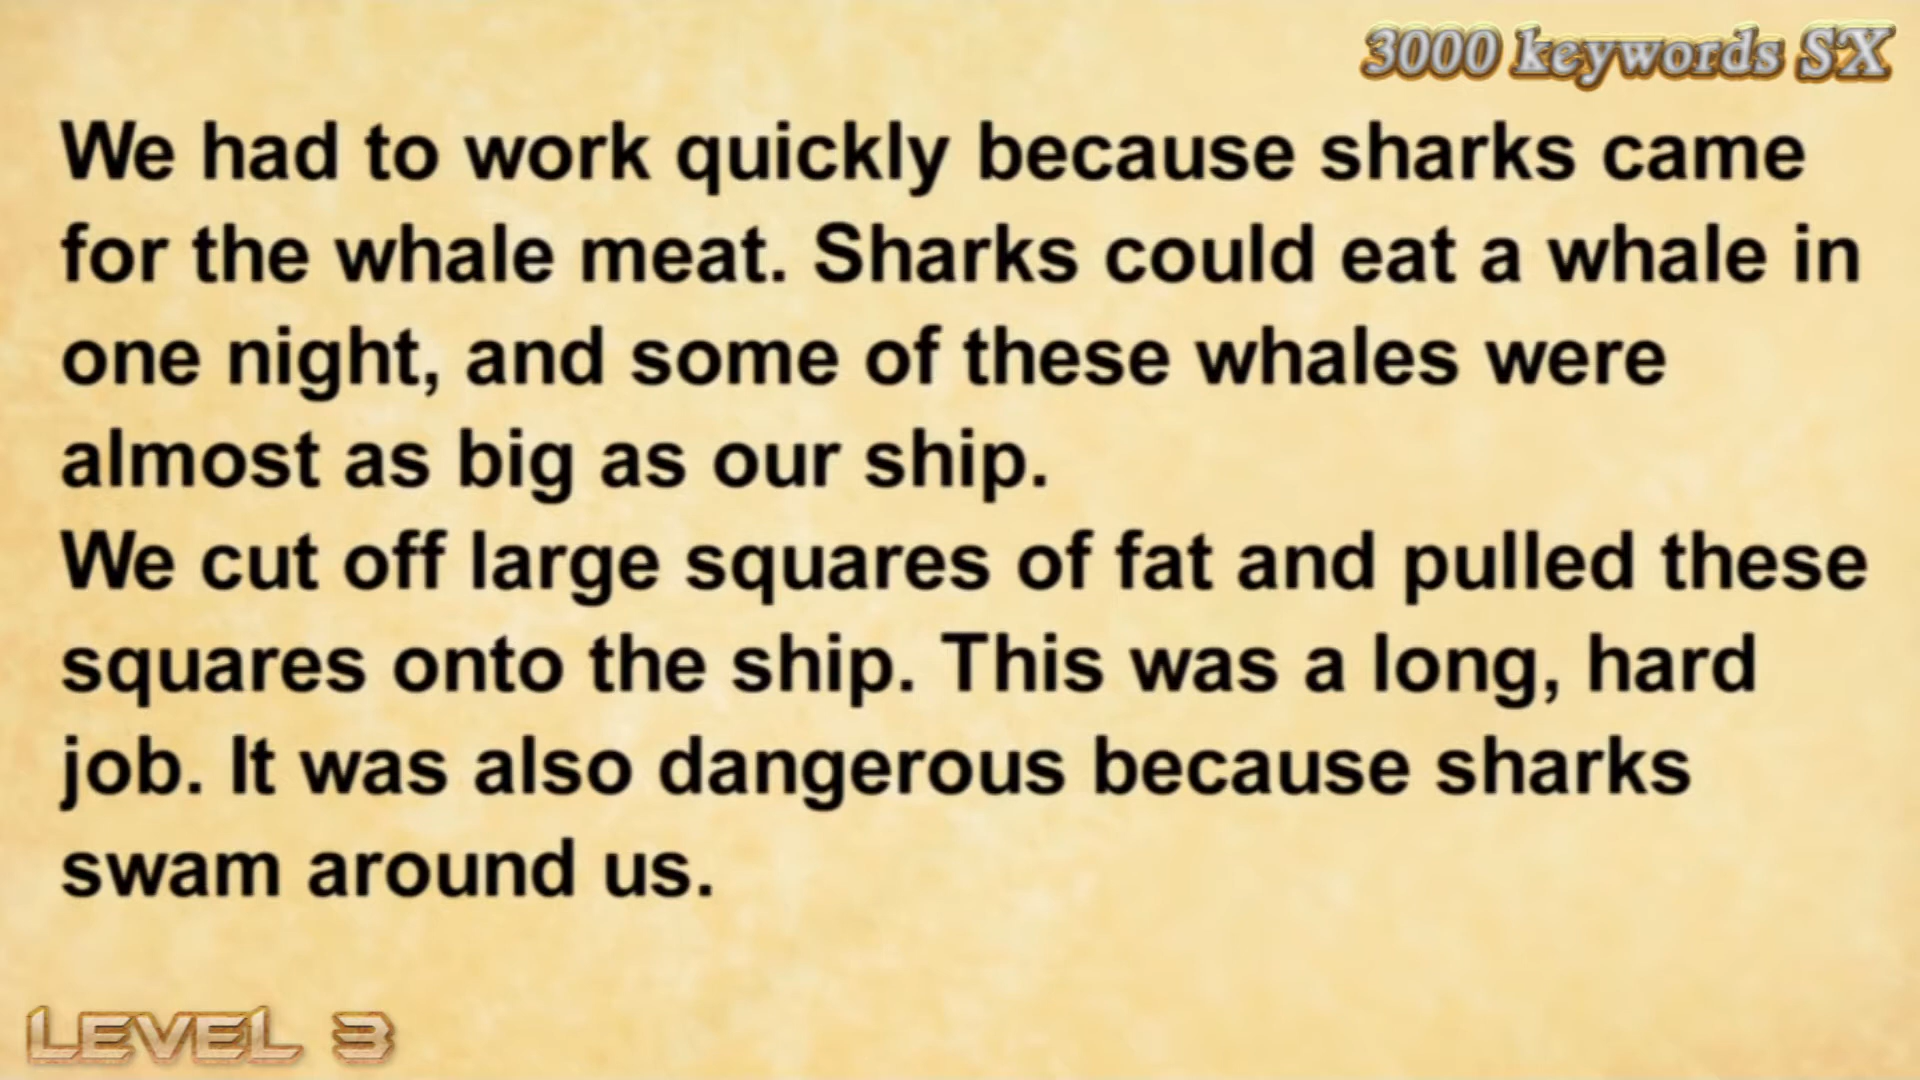 3000 keywords SX
We had to work quickly because sharks came
for the whale meat. Sharks could eat a whale in
one night, and some of these whales were
almost as big as our ship.
We cut off large squares of fat and pulled these
squares onto the ship. This was a long, hard
job. It was also dangerous because sharks
swam around us.
LEVEL 3